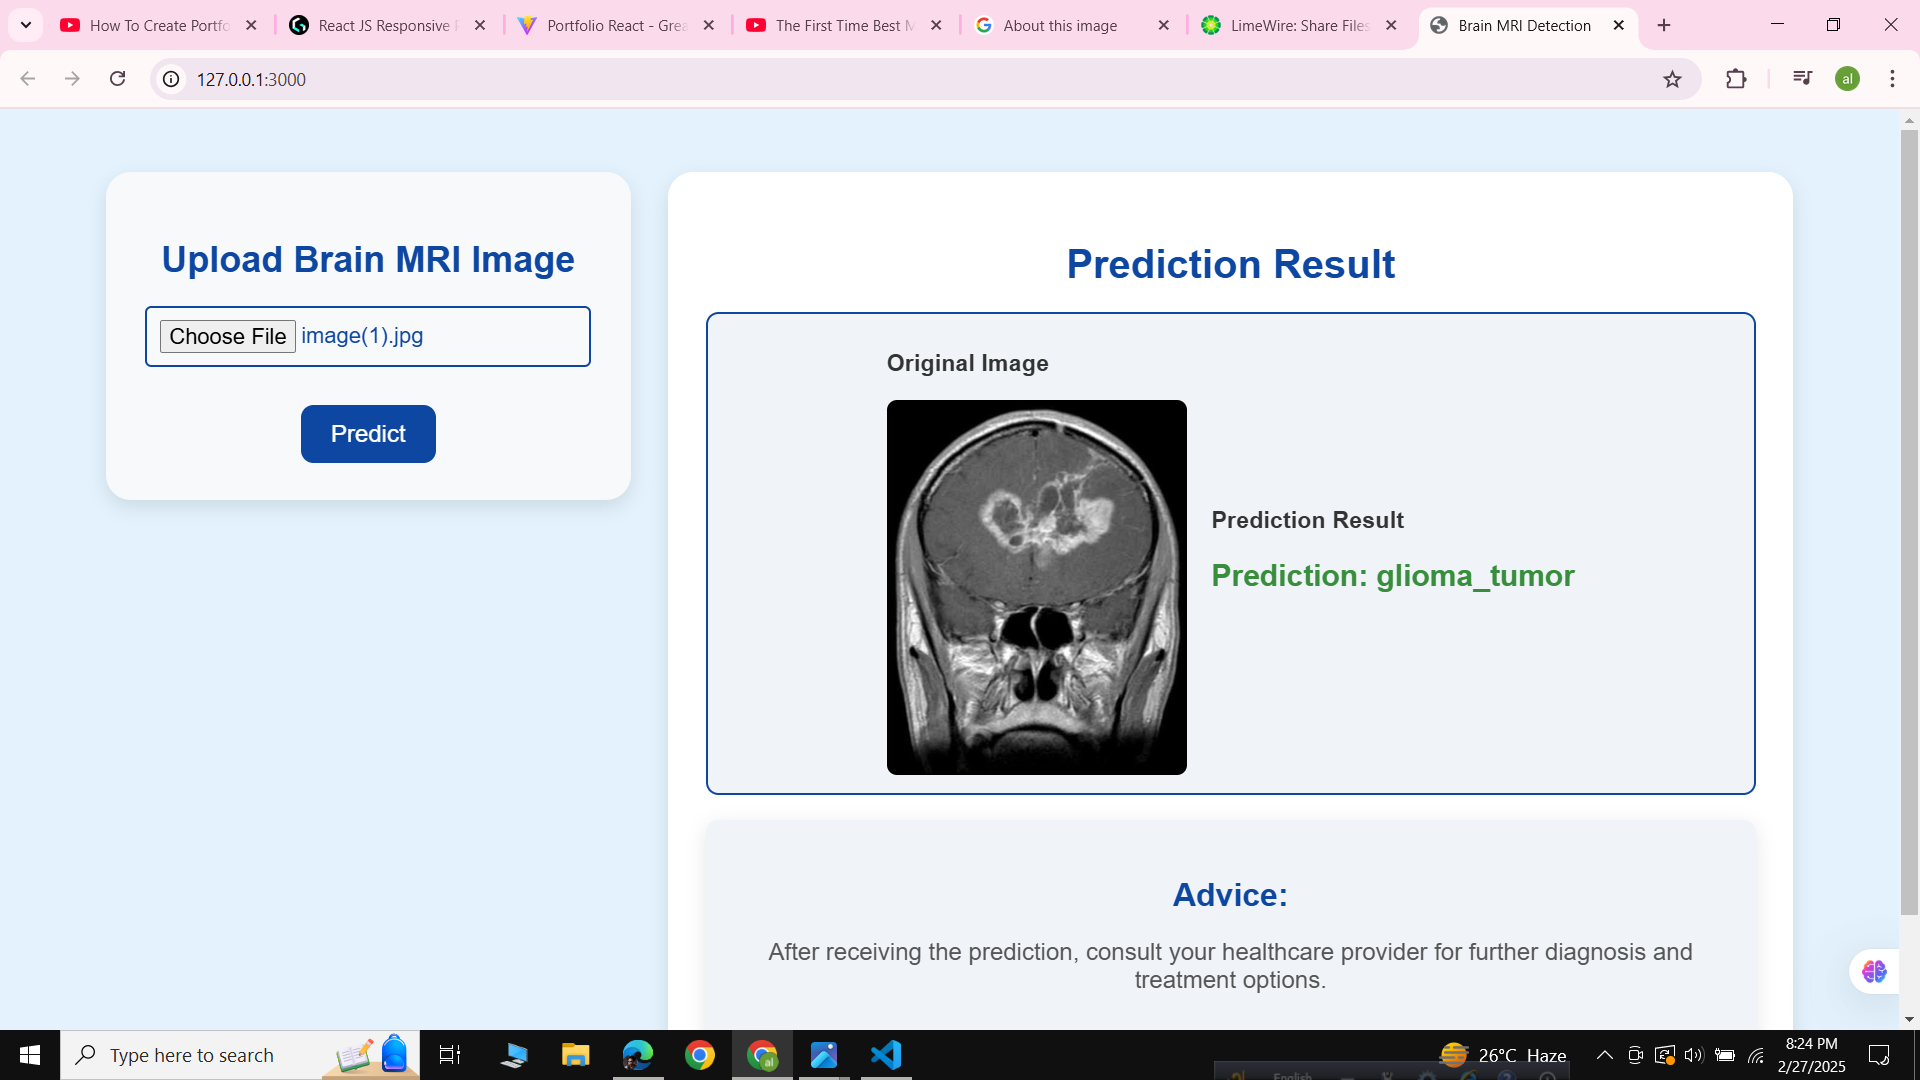 How To Create Portfo
React JS Responsive
Portfolio React - Grea
The First Time Best M
About this image
LimeWire: Share Files
Brain MRI Detection
127.0.0.1:3000
al
Upload Brain MRI Image
Choose File image(1).jpg
Predict
Prediction Result
Original Image
Prediction Result
Prediction: glioma_tumor
Advice:
After receiving the prediction, consult your healthcare provider for further diagnosis and
treatment options.
Type here to search
al
26°C Haze
8:24 PM
2/27/2025
English